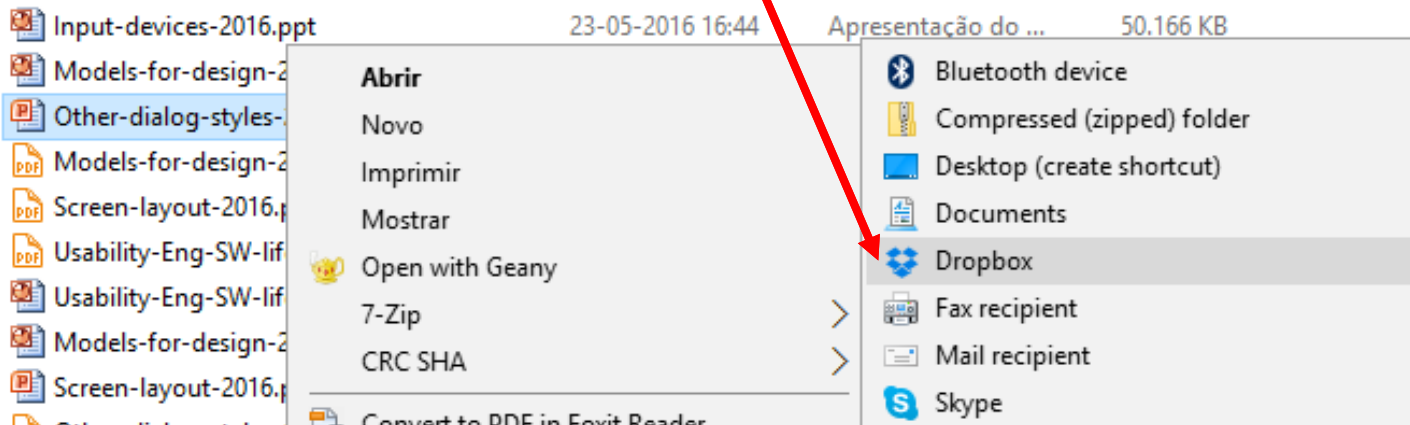 Input-devices-2016.ppt 23-05-2016 16:44 Apresentação do ... 50.166 KB
Models-for-design-2
Other-dialog-styles-
Models-for-design-2
Screen-layout-2016.p
Usability-Eng-SW-lif
Usability-Eng-SW-lif
Models-for-design-2
Screen-layout-2016.p
Abrir
Novo
Imprimir
Mostrar
Open with Geany
7-Zip
CRC SHA
Convert to PDF in Foxit Reader
Bluetooth device
Compressed (zipped) folder
Desktop (create shortcut)
Documents
Dropbox
Fax recipient
Mail recipient
Skype